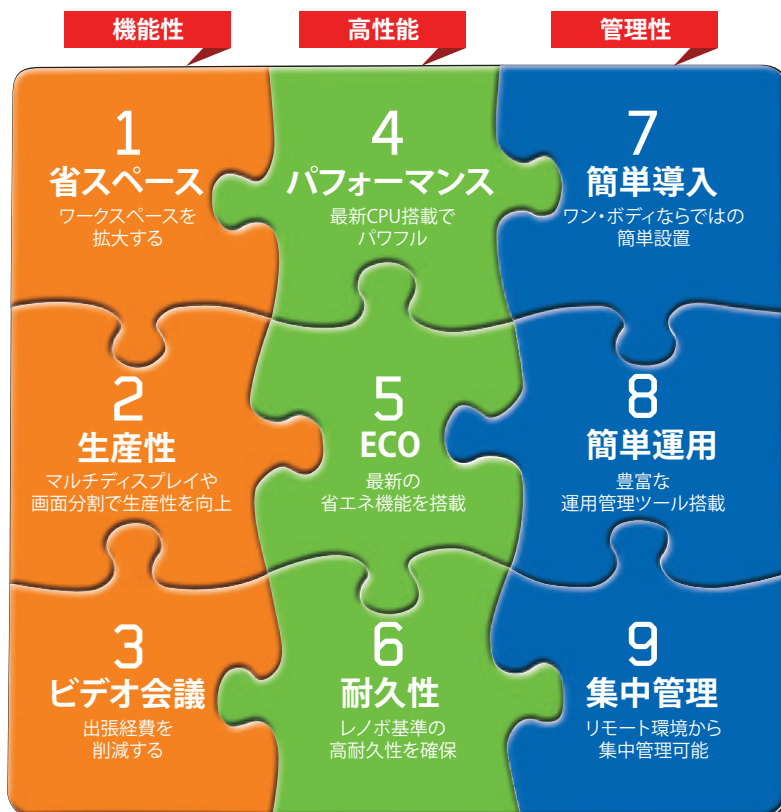 機能性
高性能
管理性
1
省スペース
ワークスペースを
拡大する
4
パフォーマンス
最新CPU搭載で
パワフル
7
簡単導入
ワン・ボディならではの
簡単設置
2
生産性
マルチディスプレイや
画面分割で生産性を向上
5
ECO
最新の
省エネ機能を搭載
8
簡単運用
豊富な
運用管理ツール搭載
3
ビデオ会議
出張経費を
削減する
6
耐久性
レノボ基準の
高耐久性を確保
9
集中管理
リモート環境から
集中管理可能